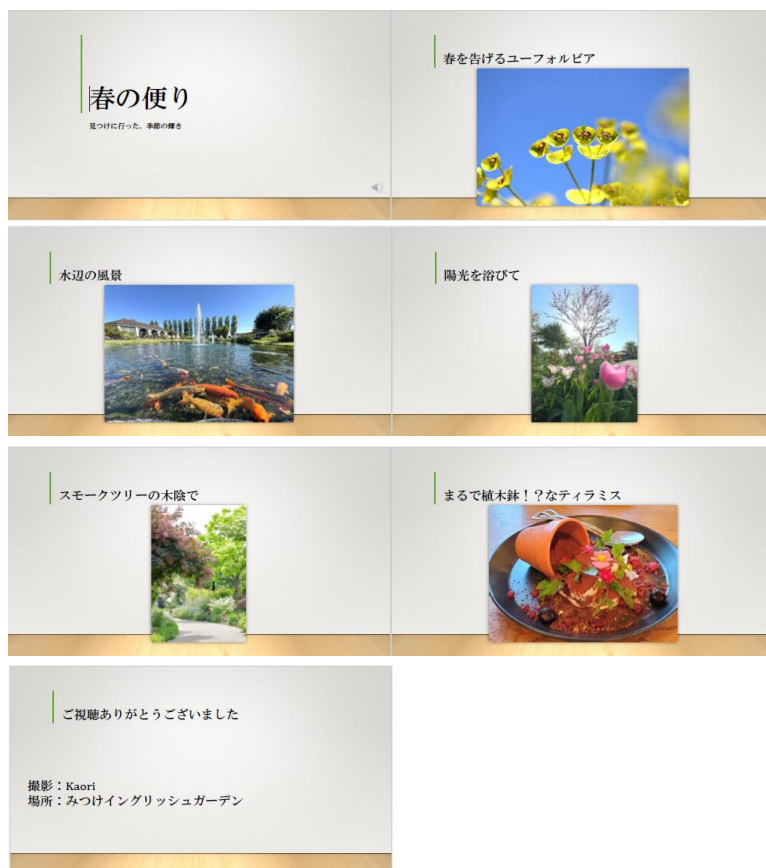 春の便り
見つけに行った、季節の輝き
春を告げるユーフォルビア
水辺の風景
陽光を浴びて
スモークツリーの木陰で
まるで植木鉢！？なティラミス
ご視聴ありがとうございました
撮影：Kaori
場所：みつけイングリッシュガーデン